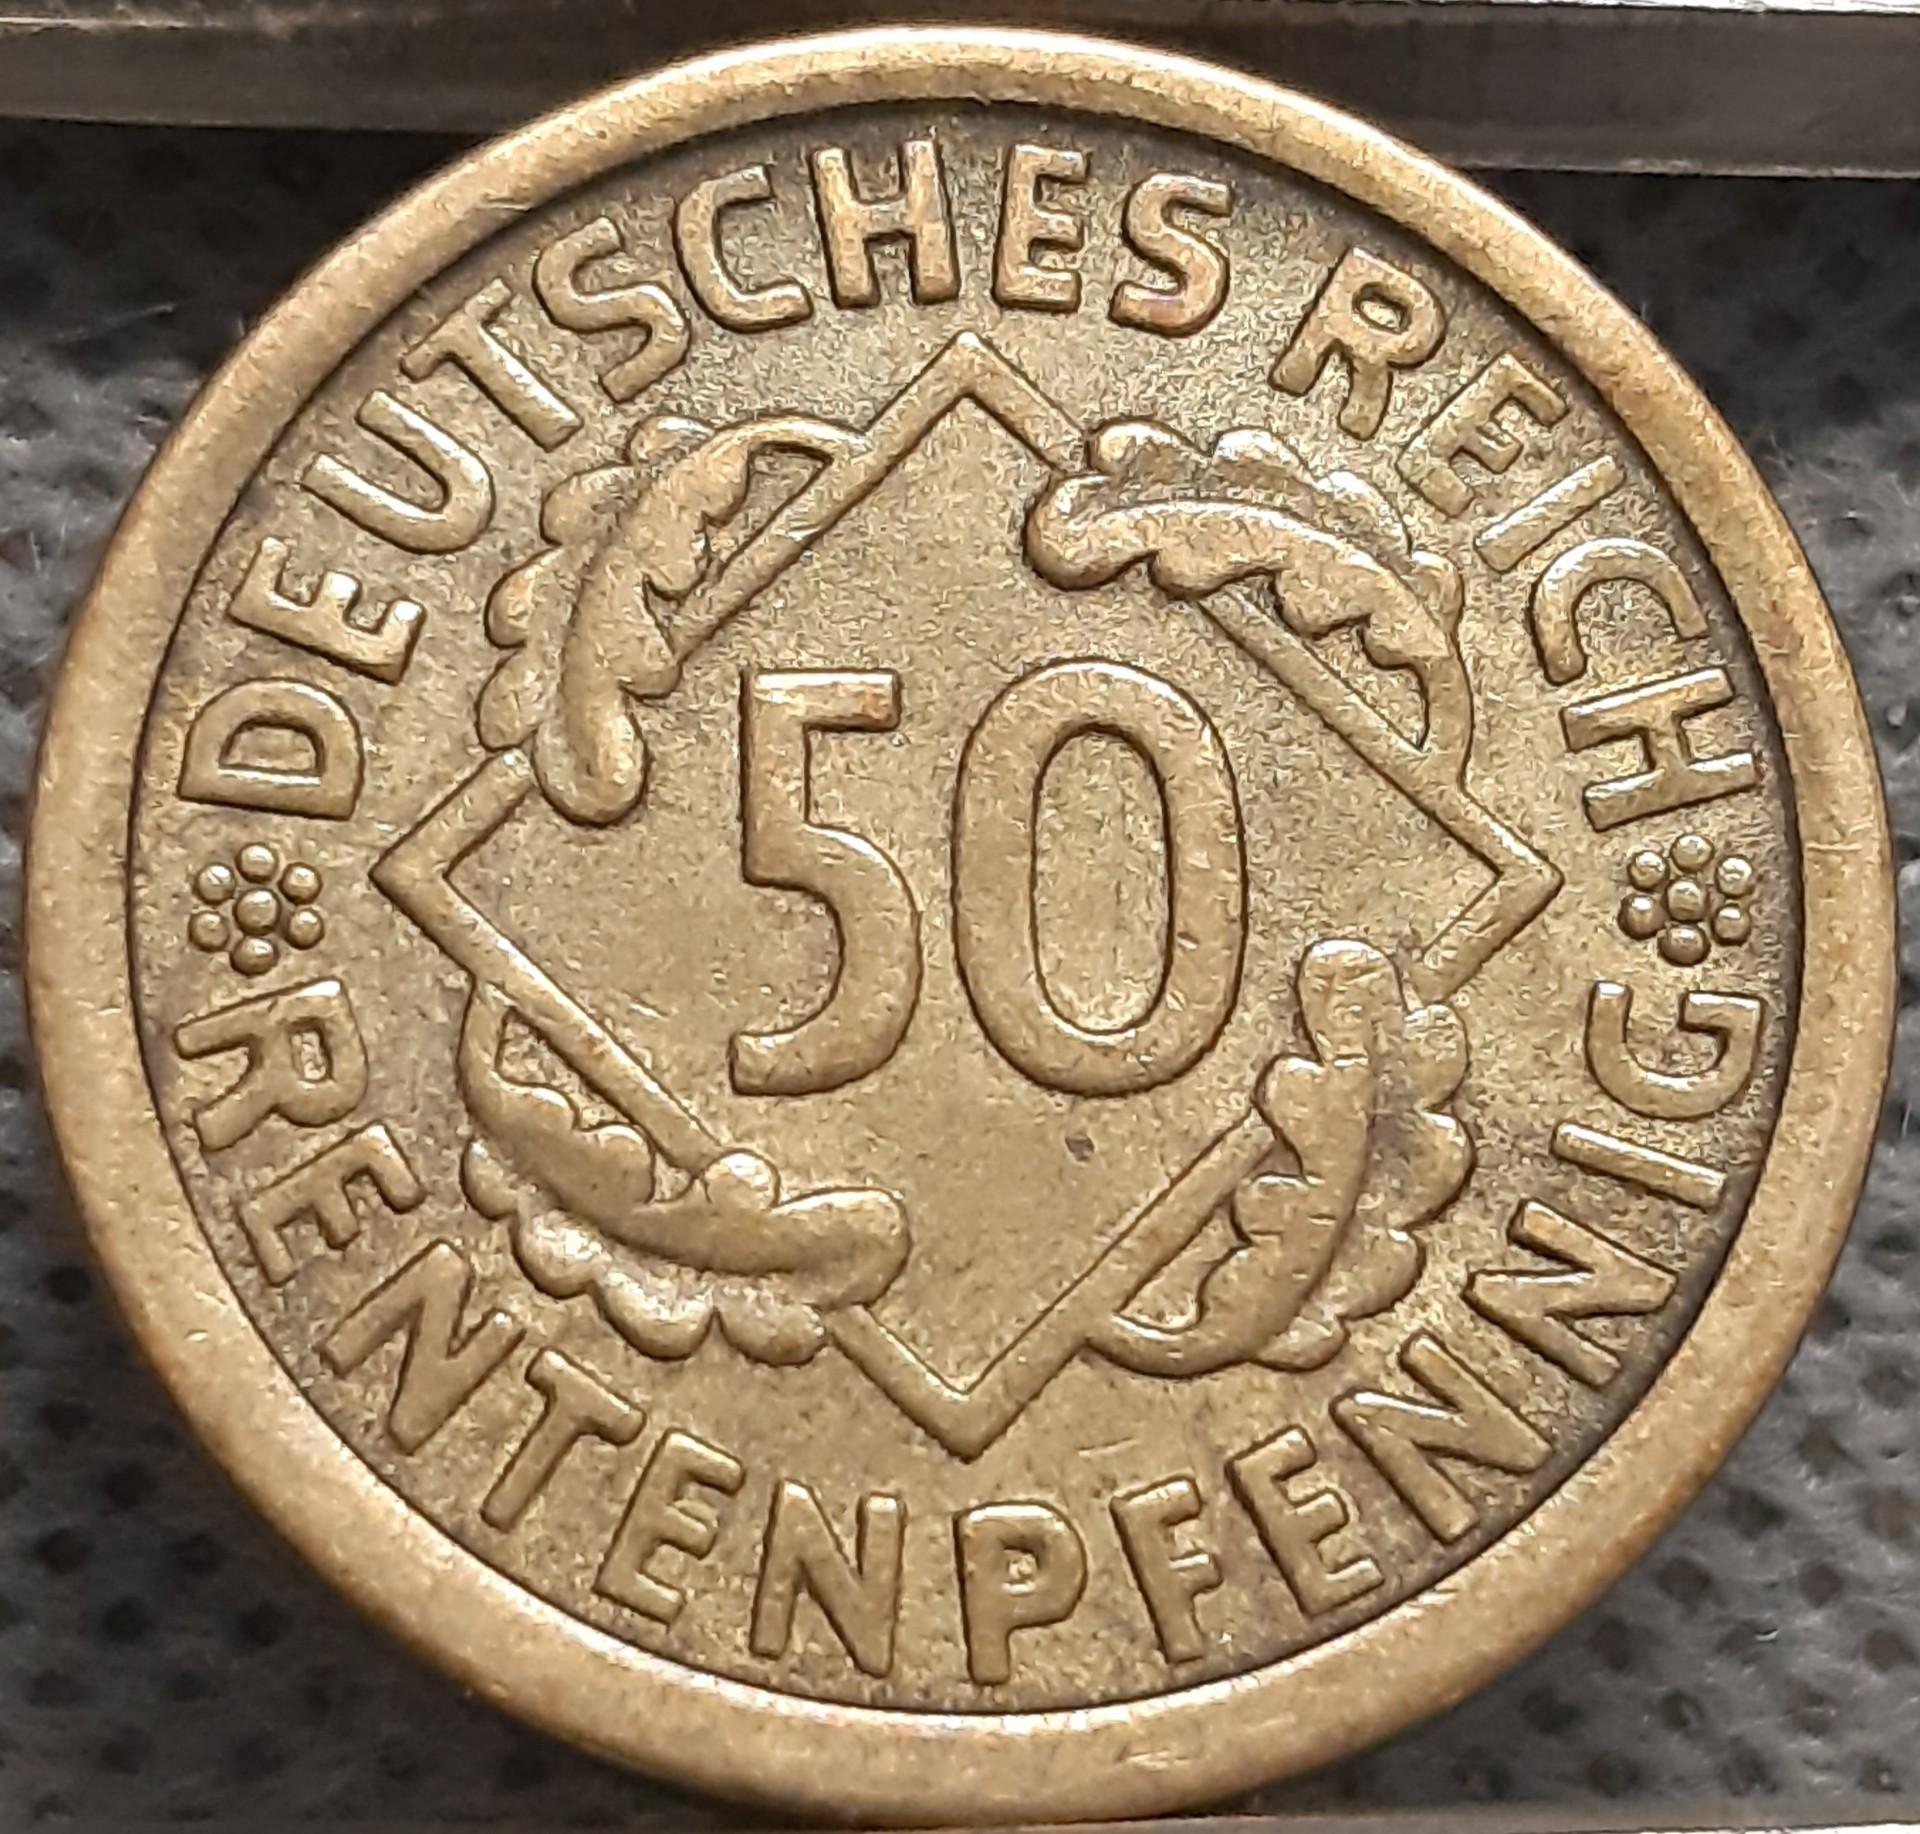 DEUTSCHES REICH
50
RENTENPFENNIG